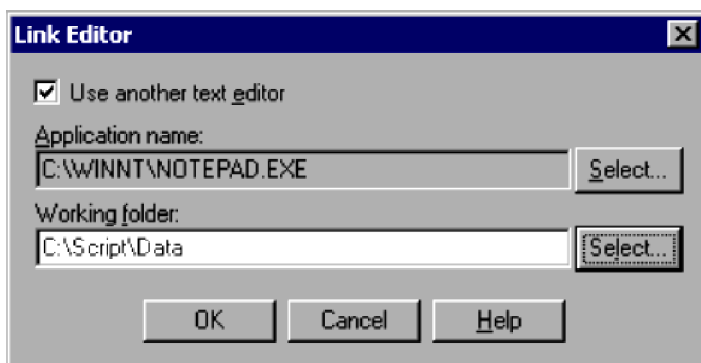 Link Editor
Use another text editor
Application name:
C:\WINNT\NOTEPAD.EXE
Select...
Working folder:
C:\Script\Data
Select...
OK Cancel Help